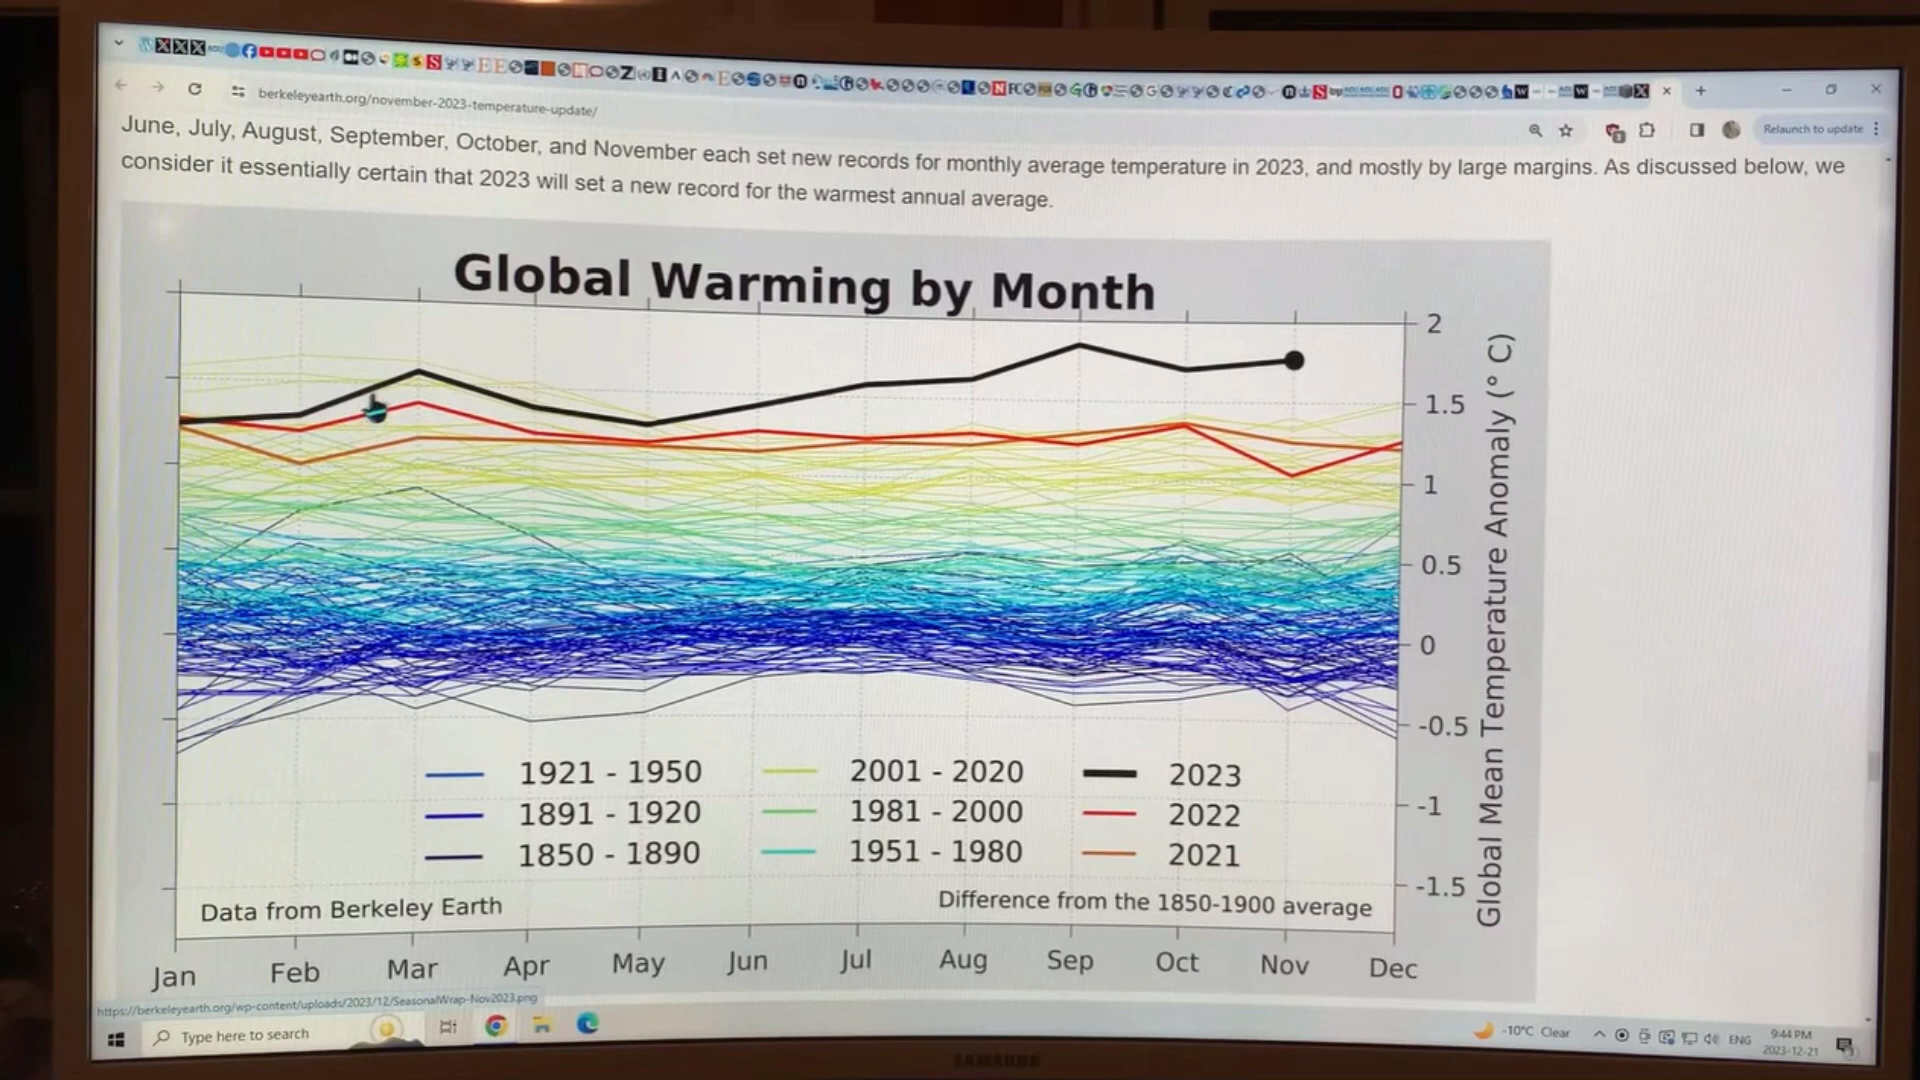 berkeleyearth.org/november-2023-temperature-update/
Relaunch to update
June, July, August, September, October, and November each set new records for monthly average temperature in 2023, and mostly by large margins. As discussed below, we
consider it essentially certain that 2023 will set a new record for the warmest annual average.
Global Warming by Month
2
1.5
1
0.5
0
-0.5
-1
-1.5
Global Mean Temperature Anomaly (° C)
1921 - 1950
2001 - 2020
2023
1891 - 1920
1981 - 2000
2022
1850 - 1890
1951 - 1980
2021
Data from Berkeley Earth
Difference from the 1850-1900 average
Jan Feb Mar Apr May Jun Jul Aug Sep Oct Nov Dec
https://berkeleyearth.org/wp-content/uploads/2023/12/SeasonalWrap-Nov2023.png
Type here to search
-10°C Clear
ENG
9:44 PM
2023-12-21
SAMSUNG